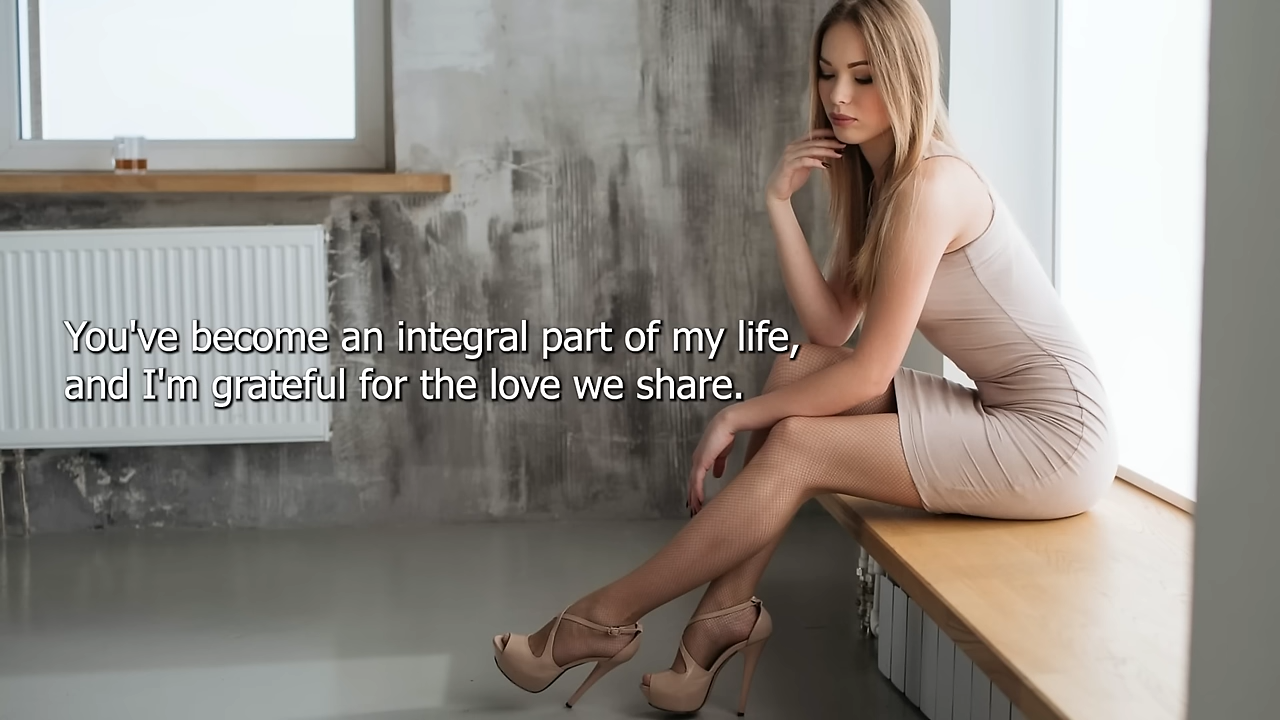 You've become an integral part of my life,
and I'm grateful for the love we share.